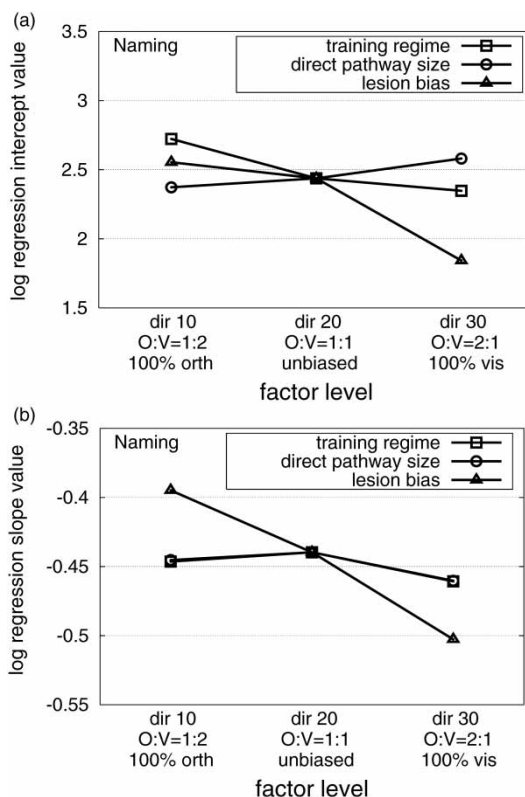 (a)
3.5
Naming
training regime
direct pathway size
lesion bias
3
2.5
2
1.5
log regression intercept value
dir 10
O:V=1:2
100% orth
dir 20
O:V=1:1
unbiased
dir 30
O:V=2:1
100% vis
factor level
(b)
-0.35
Naming
training regime
direct pathway size
lesion bias
-0.4
-0.45
-0.5
-0.55
log regression slope value
dir 10
O:V=1:2
100% orth
dir 20
O:V=1:1
unbiased
dir 30
O:V=2:1
100% vis
factor level